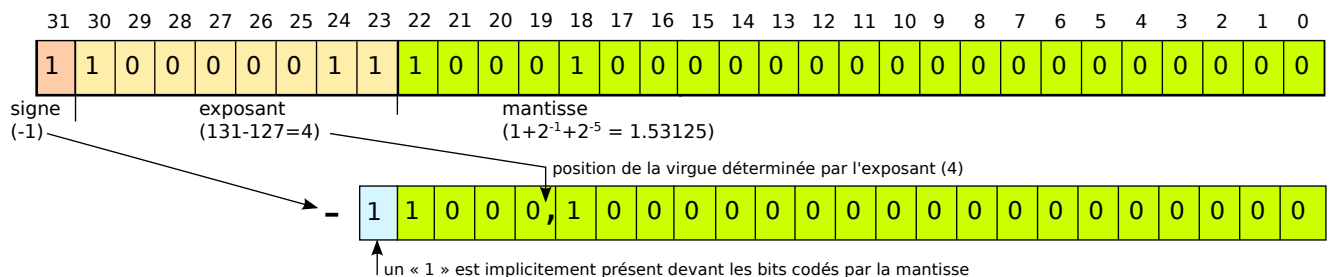 31 30 29 28 27 26 25 24 23 22 21 20 19 18 17 16 15 14 13 12 11 10 9 8 7 6 5 4 3 2 1 0
1 1 0 0 0 0 0 1 1 1 0 0 0 1 0 0 0 0 0 0 0 0 0 0 0 0 0 0 0 0 0 0
signe exposant mantisse
(-1) (131-127=4) (1+2⁻¹+2⁻⁵ = 1.53125)
position de la virgue déterminée par l'exposant (4)
- 1 1 0 0 0, 1 0 0 0 0 0 0 0 0 0 0 0 0 0 0 0 0 0 0
un « 1 » est implicitement présent devant les bits codés par la mantisse